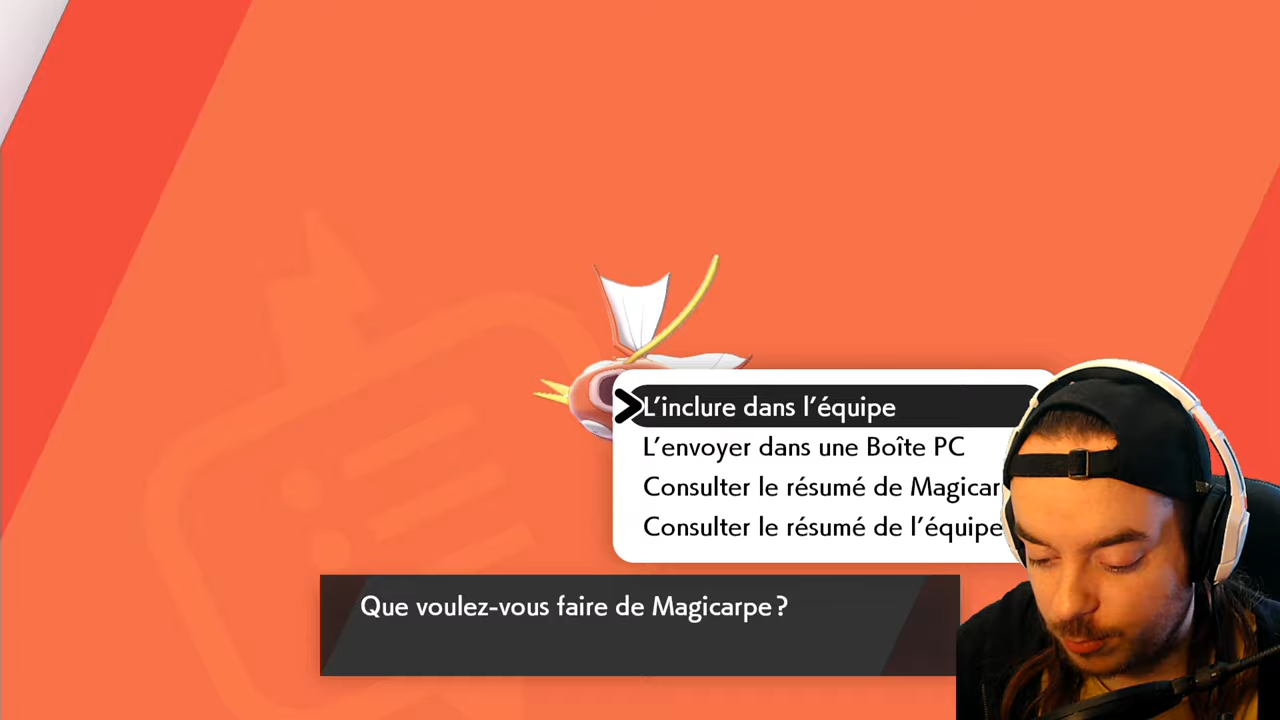 L'inclure dans l'équipe
L'envoyer dans une Boîte PC
Consulter le résumé de
Consulter le résumé de l'équipe
Que voulez-vous faire de Magicarpe ?